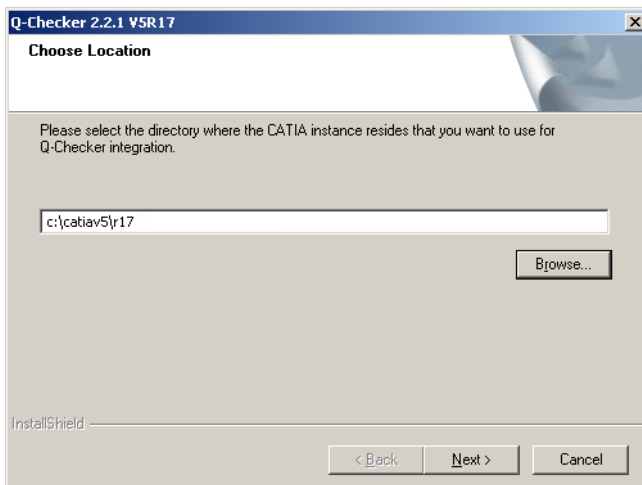 Q-Checker 2.2.1 V5R17
Choose Location
Please select the directory where the CATIA instance resides that you want to use for
Q-Checker integration.
c:\catiav5\r17
Browse...
InstallShield
< Back
Next >
Cancel